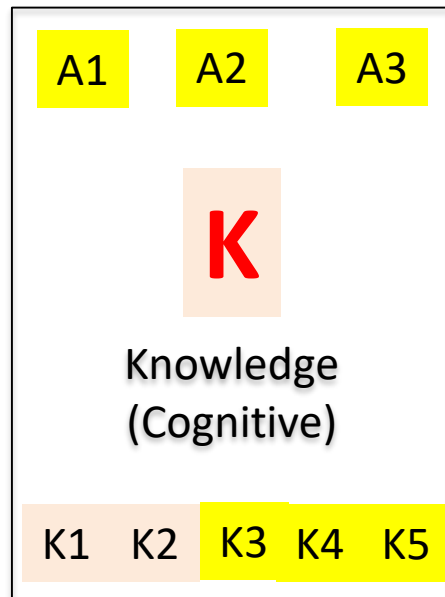 A1 A2 A3
K
Knowledge
(Cognitive)
K1 K2 K3 K4 K5